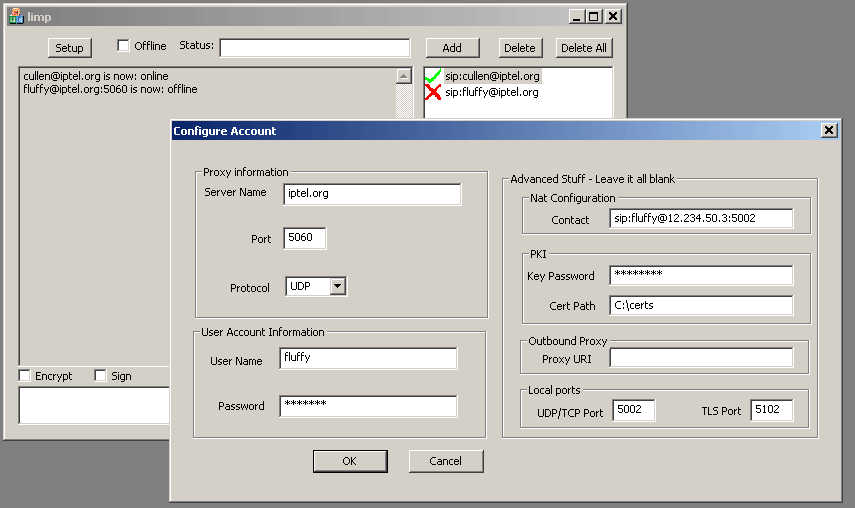 limp
Setup
Offline
Status:
Add
Delete
Delete All
cullen@iptel.org is now: online
fluffy@iptel.org:5060 is now: offline
sip:cullen@iptel.org
sip:fluffy@iptel.org
Encrypt
Sign
Configure Account
Proxy information
Server Name
iptel.org
Port
5060
Protocol
UDP
User Account Information
User Name
fluffy
Password
*******
Advanced Stuff - Leave it all blank
Nat Configuration
Contact
sip:fluffy@12.234.50.3:5002
PKI
Key Password
********
Cert Path
C:\certs
Outbound Proxy
Proxy URI
Local ports
UDP/TCP Port
5002
TLS Port
5102
OK
Cancel